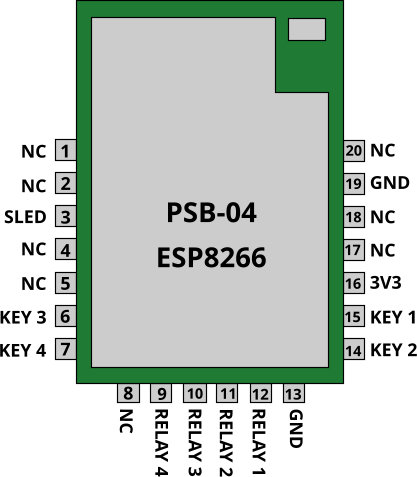 PSB-04
ESP8266
NC 1
NC 2
SLED 3
NC 4
NC 5
KEY 3 6
KEY 4 7
8 NC
9 RELAY 4
10 RELAY 3
11 RELAY 2
12 RELAY 1
13 GND
20 NC
19 GND
18 NC
17 NC
16 3V3
15 KEY 1
14 KEY 2